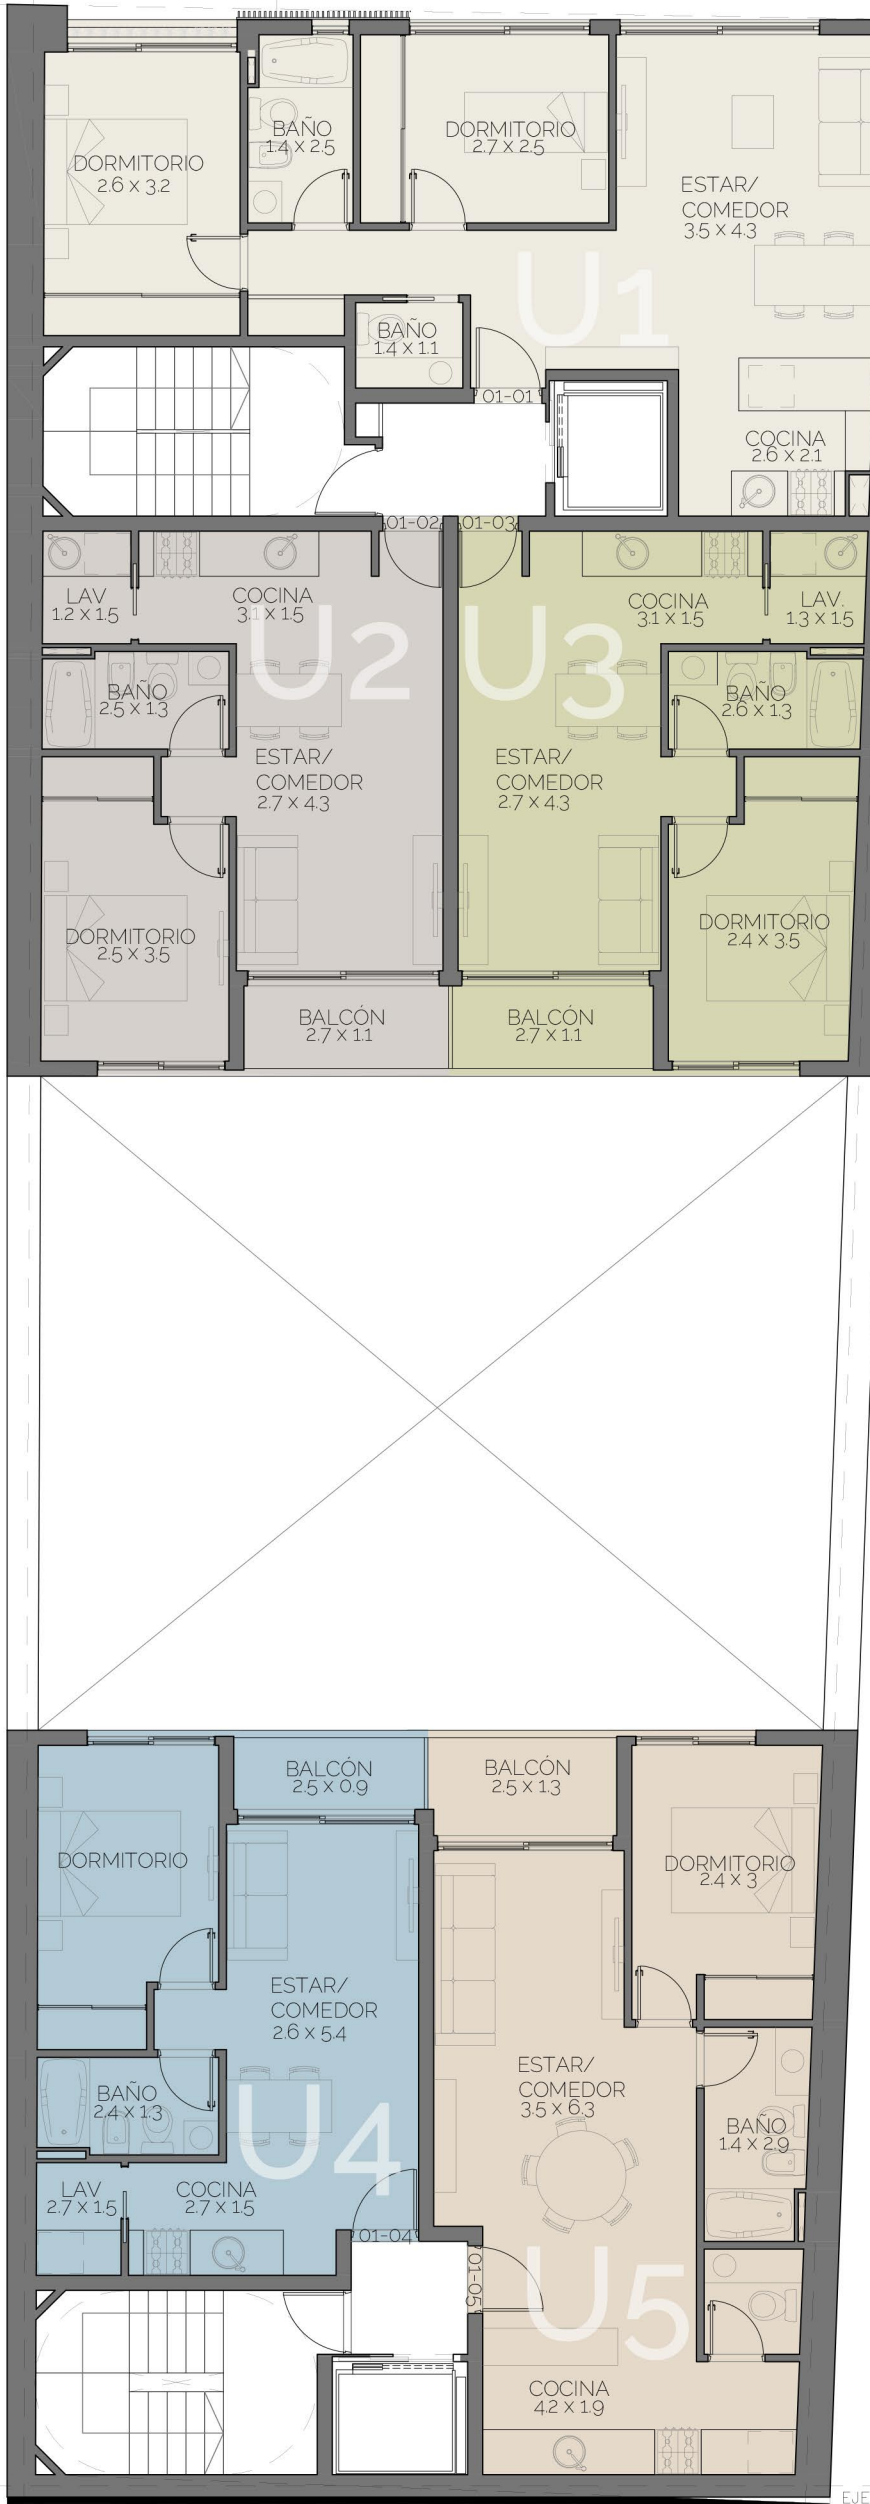 DORMITORIO
2.6 x 3.2
BAÑO
1.4 x 2.5
DORMITORIO
2.7 x 2.5
ESTAR/
COMEDOR
3.5 x 4.3
U1
BAÑO
1.4 x 1.1
01-01
COCINA
2.6 x 2.1
01-02
01-03
LAV
1.2 x 1.5
COCINA
3.1 x 1.5
U2
BAÑO
2.5 x 1.3
ESTAR/
COMEDOR
2.7 x 4.3
DORMITORIO
2.5 x 3.5
BALCÓN
2.7 x 1.1
U3
COCINA
3.1 x 1.5
LAV.
1.3 x 1.5
BAÑO
2.6 x 1.3
ESTAR/
COMEDOR
2.7 x 4.3
DORMITORIO
2.4 x 3.5
BALCÓN
2.7 x 1.1
BALCÓN
2.5 x 0.9
DORMITORIO
ESTAR/
COMEDOR
2.6 x 5.4
BAÑO
2.4 x 1.3
U4
LAV
2.7 x 1.5
COCINA
2.7 x 1.5
01-04
BALCÓN
2.5 x 1.3
DORMITORIO
2.4 x 3
ESTAR/
COMEDOR
3.5 x 6.3
BAÑO
1.4 x 2.9
01-05
U5
COCINA
4.2 x 1.9
EJE